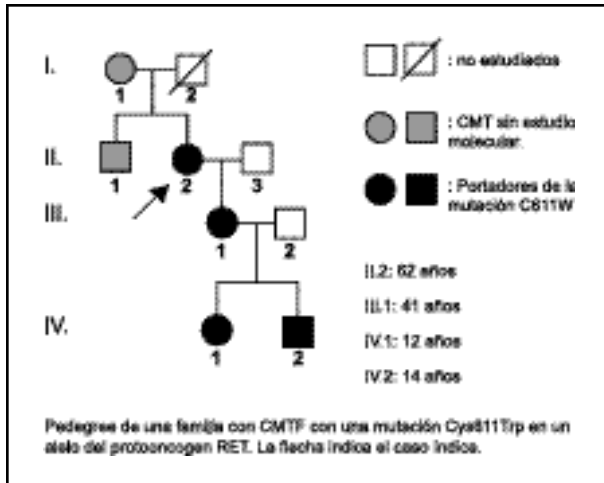 I.
1 2
: no estudiados
: CMT sin estudio
molecular.
II.
1 2 3
: Portadores de la
mutación C611W
III.
1 2
II.2: 62 años
III.1: 41 años
IV.1: 12 años
IV.2: 14 años
IV.
1 2
Pedegree de una familia con CMTF con una mutación Cys611Trp en un
alelo del protooncogen RET. La flecha indica el caso índice.